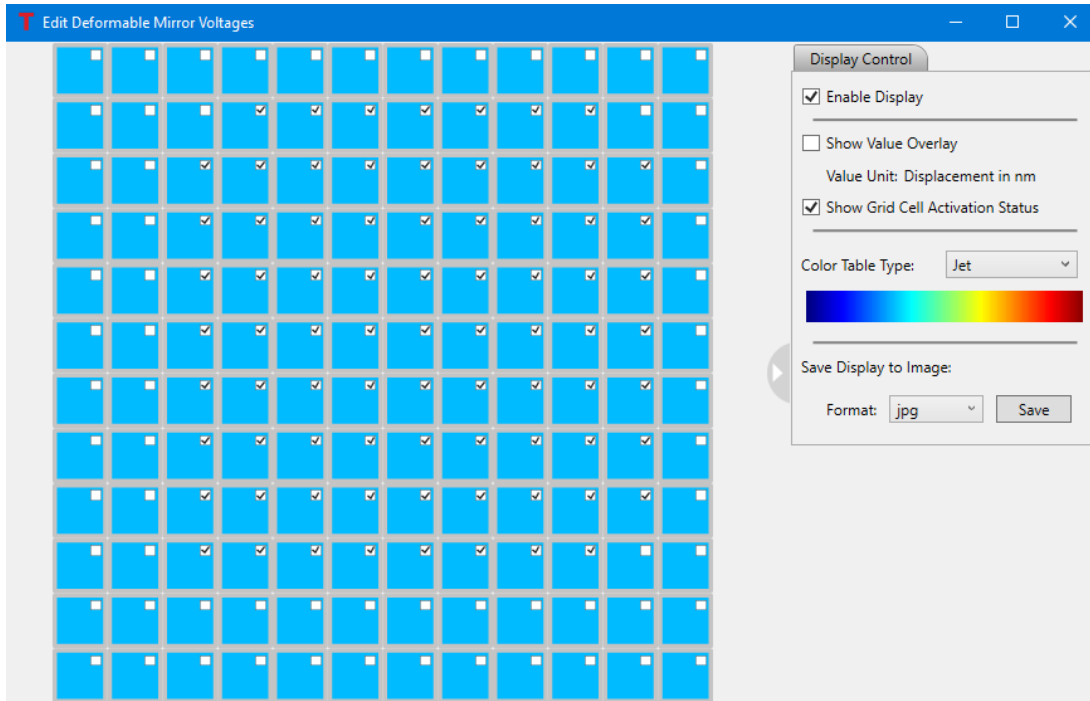 Edit Deformable Mirror Voltages
Display Control
Enable Display
Show Value Overlay
Value Unit: Displacement in nm
Show Grid Cell Activation Status
Color Table Type: Jet
Save Display to Image:
Format: jpg Save